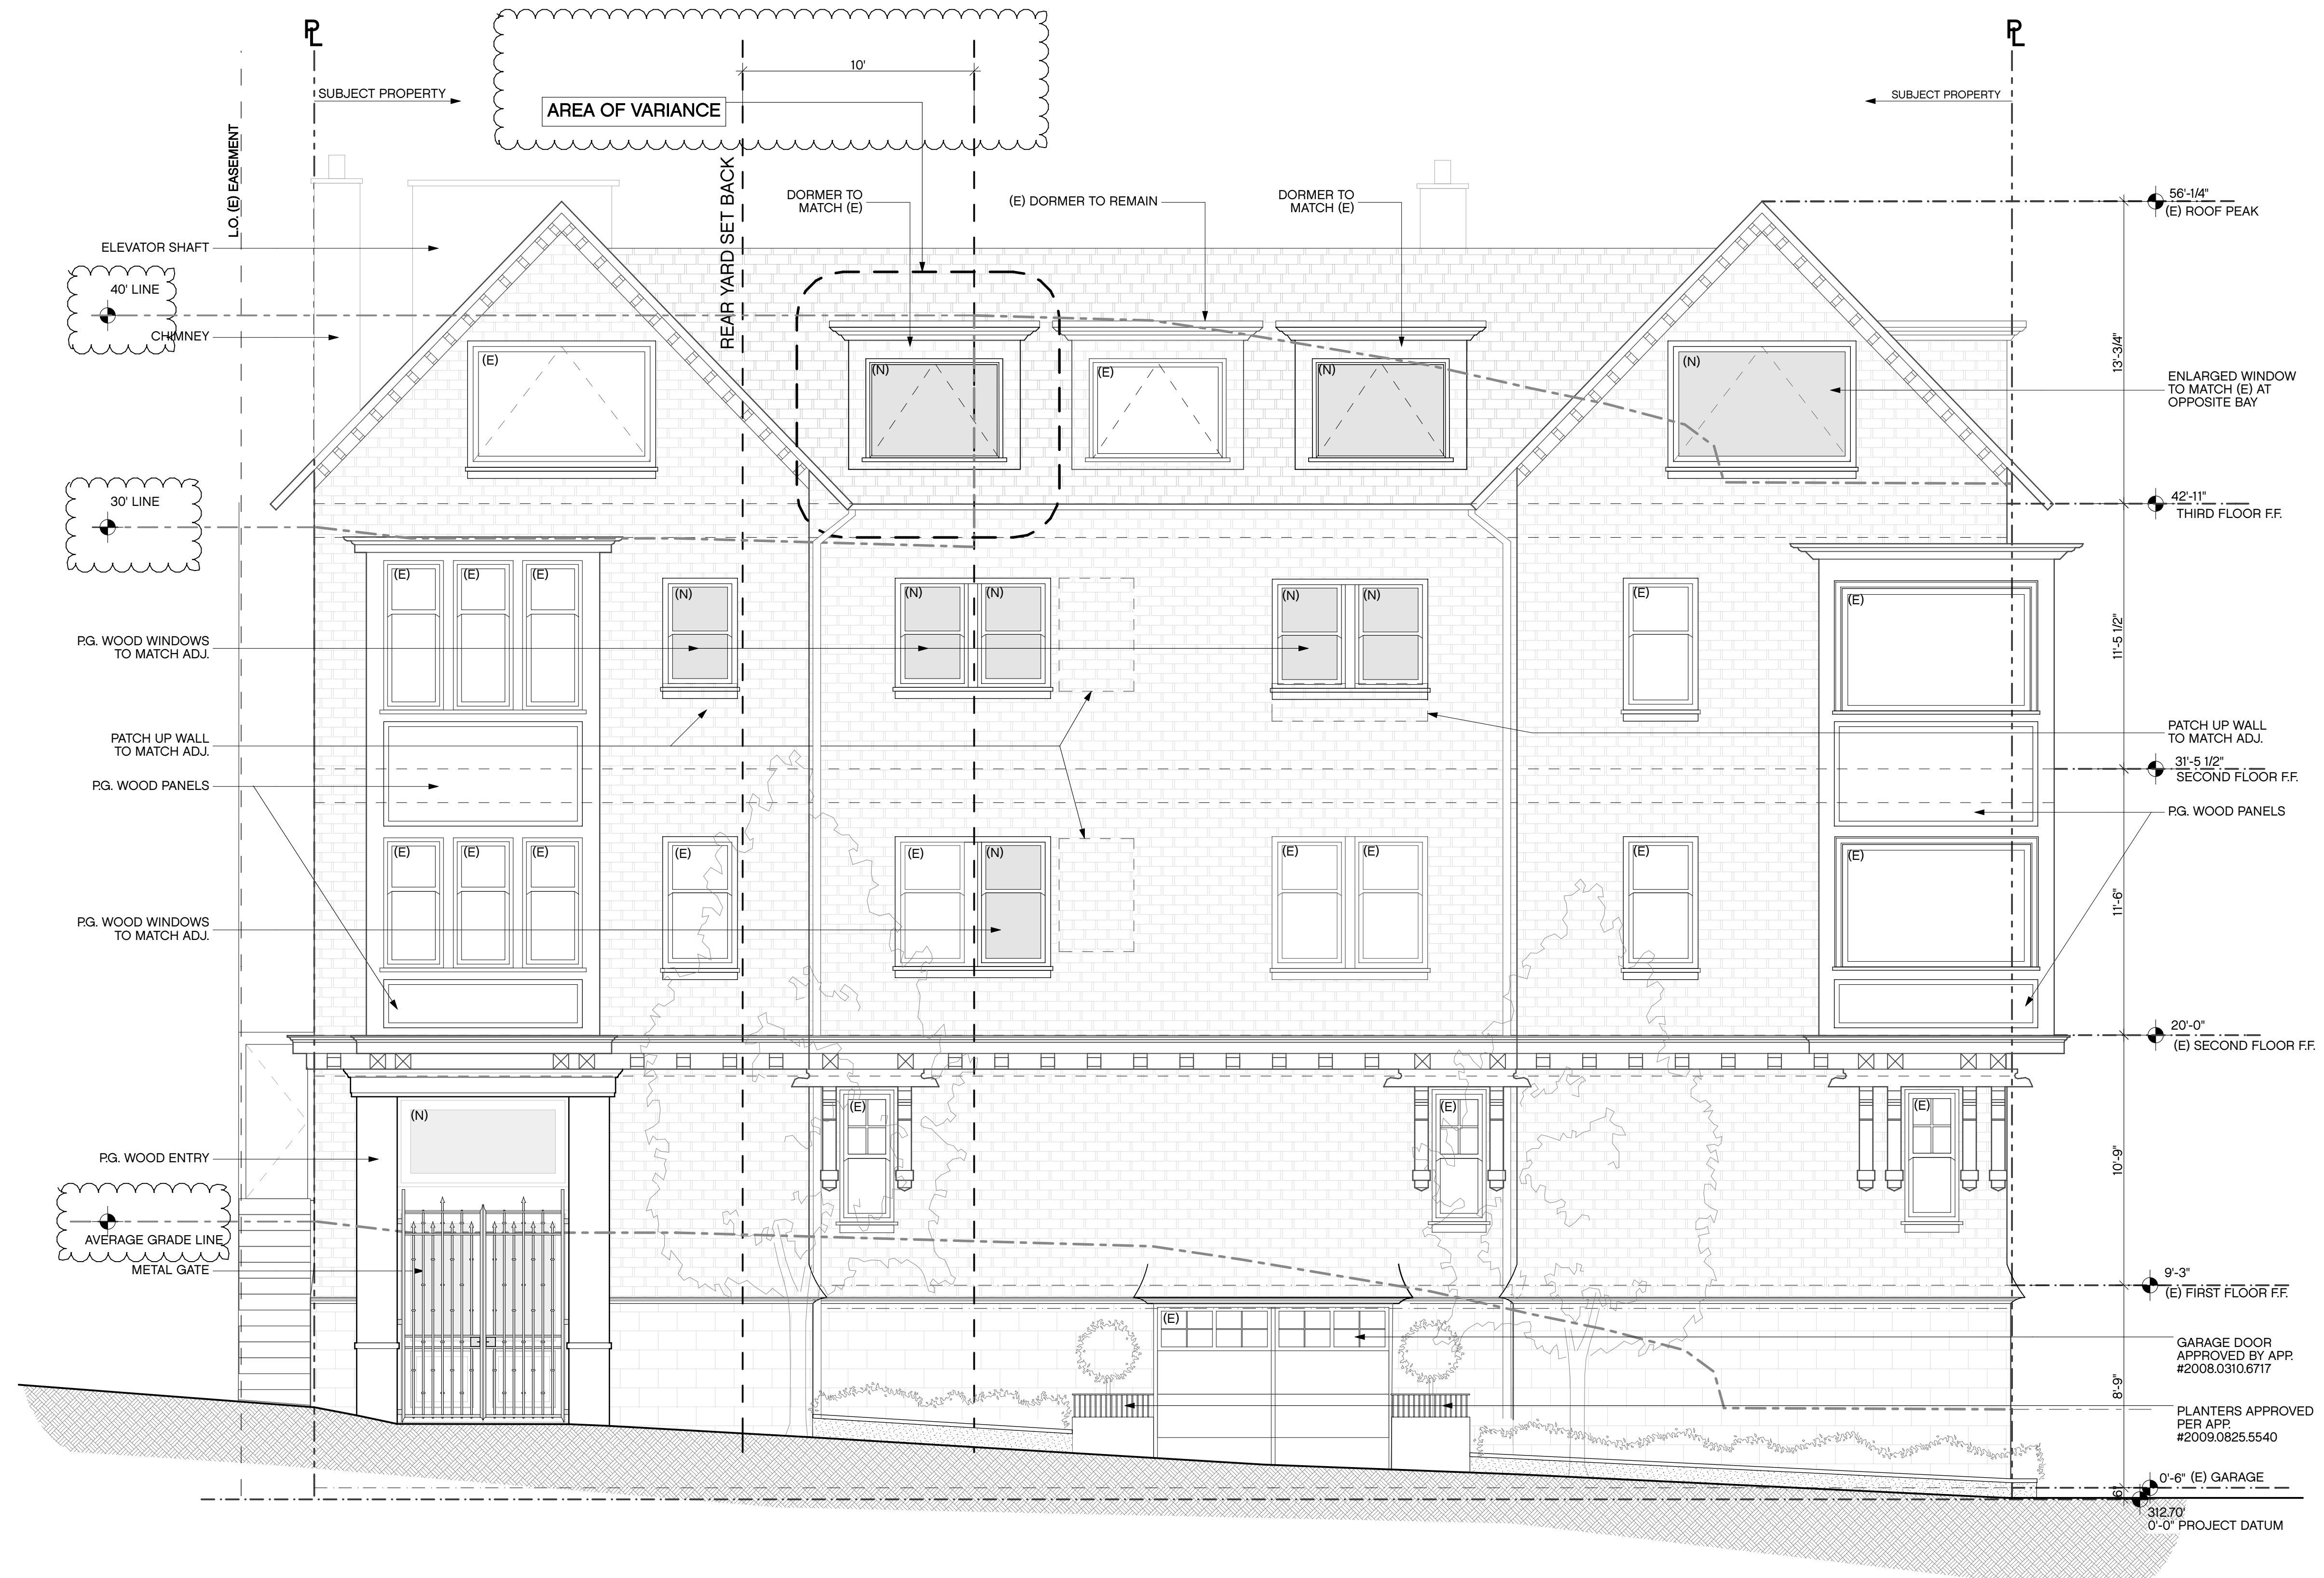 PL
PL
10'
SUBJECT PROPERTY
SUBJECT PROPERTY
AREA OF VARIANCE
L.O. (E) EASEMENT
REAR YARD SET BACK
DORMER TO
MATCH (E)
(E) DORMER TO REMAIN
DORMER TO
MATCH (E)
56'-1/4"
(E) ROOF PEAK
ELEVATOR SHAFT
40' LINE
CHIMNEY
(E)
(N)
(E)
(N)
(N)
13'-3/4"
ENLARGED WINDOW
TO MATCH (E) AT
OPPOSITE BAY
30' LINE
42'-11"
THIRD FLOOR F.F.
(E)
(E)
(E)
(N)
(N)
(N)
(N)
(N)
(E)
(E)
P.G. WOOD WINDOWS
TO MATCH ADJ.
11'-5 1/2"
PATCH UP WALL
TO MATCH ADJ.
PATCH UP WALL
TO MATCH ADJ.
31'-5 1/2"
SECOND FLOOR F.F.
P.G. WOOD PANELS
P.G. WOOD PANELS
(E)
(E)
(E)
(E)
(E)
(N)
(E)
(E)
(E)
(E)
11'-6"
P.G. WOOD WINDOWS
TO MATCH ADJ.
20'-0"
(E) SECOND FLOOR F.F.
(N)
(E)
(E)
(E)
P.G. WOOD ENTRY
10'-9"
AVERAGE GRADE LINE
METAL GATE
9'-3"
(E) FIRST FLOOR F.F.
(E)
GARAGE DOOR
APPROVED BY APP.
#2008.0310.6717
8'-9"
PLANTERS APPROVED
PER APP.
#2009.0825.5540
0'-6" (E) GARAGE
6"
312.70'
0'-0" PROJECT DATUM